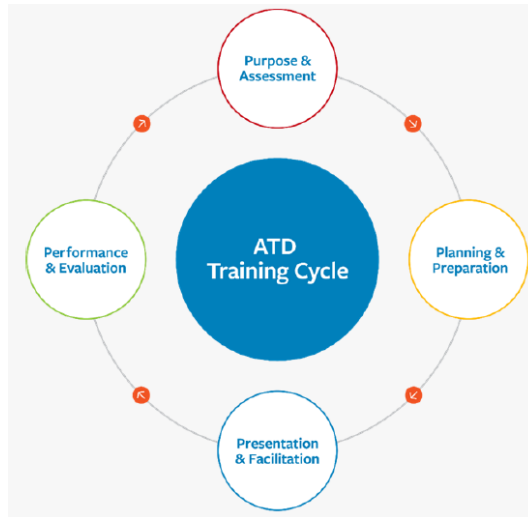 Purpose &
Assessment
ATD
Training Cycle
Performance
& Evaluation
Planning &
Preparation
Presentation
& Facilitation